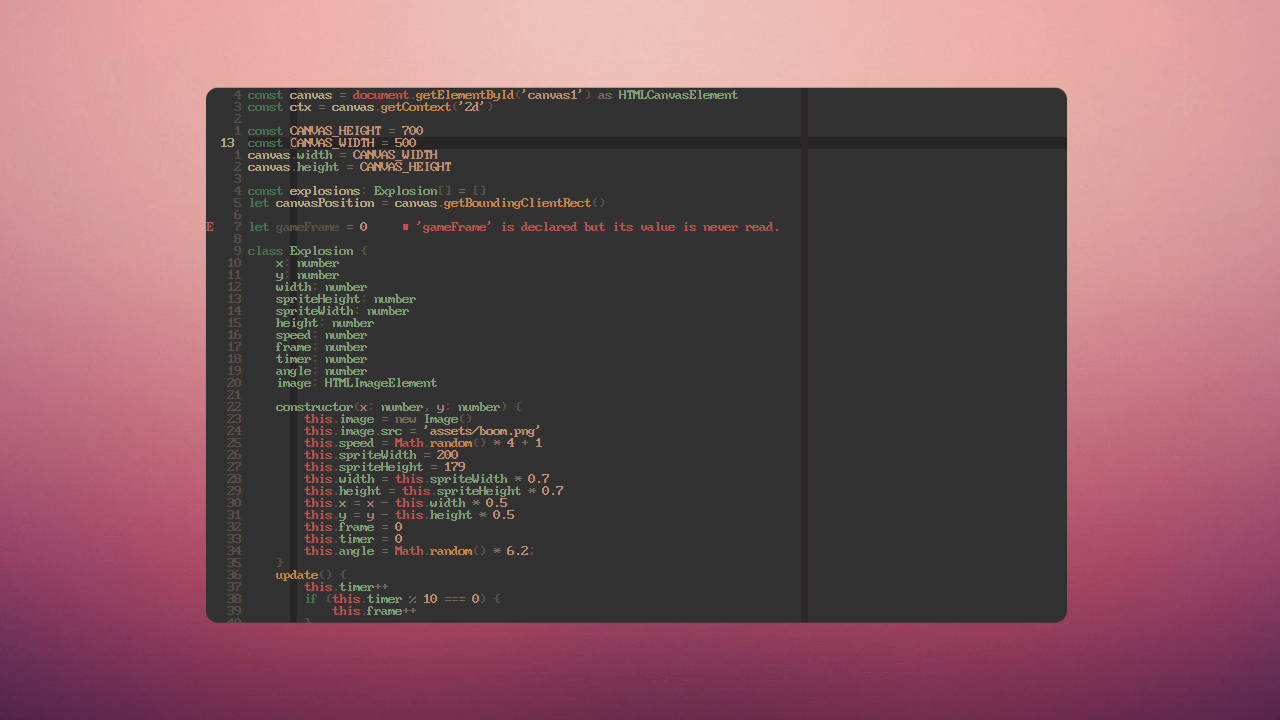 4 const canvas = document.getElementById('canvas1') as HTMLCanvasElement
3 const ctx = canvas.getContext('2d')
2
1 const CANVAS_HEIGHT = 700
13 const CANVAS_WIDTH = 500
1 canvas.width = CANVAS_WIDTH
2 canvas.height = CANVAS_HEIGHT
3
4 const explosions: Explosion[] = []
5 let canvasPosition = canvas.getBoundingClientRect()
6
E 7 let gameFrame = 0 ■ 'gameFrame' is declared but its value is never read.
8
9 class Explosion {
10 x: number
11 y: number
12 width: number
13 spriteHeight: number
14 spriteWidth: number
15 height: number
16 speed: number
17 frame: number
18 timer: number
19 angle: number
20 image: HTMLImageElement
21
22 constructor(x: number, y: number) {
23 this.image = new Image()
24 this.image.src = 'assets/boom.png'
25 this.speed = Math.random() * 4 + 1
26 this.spriteWidth = 200
27 this.spriteHeight = 179
28 this.width = this.spriteWidth * 0.7
29 this.height = this.spriteHeight * 0.7
30 this.x = x - this.width * 0.5
31 this.y = y - this.height * 0.5
32 this.frame = 0
33 this.timer = 0
34 this.angle = Math.random() * 6.2;
35 }
36 update() {
37 this.timer++
38 if (this.timer % 10 === 0) {
39 this.frame++
40 }